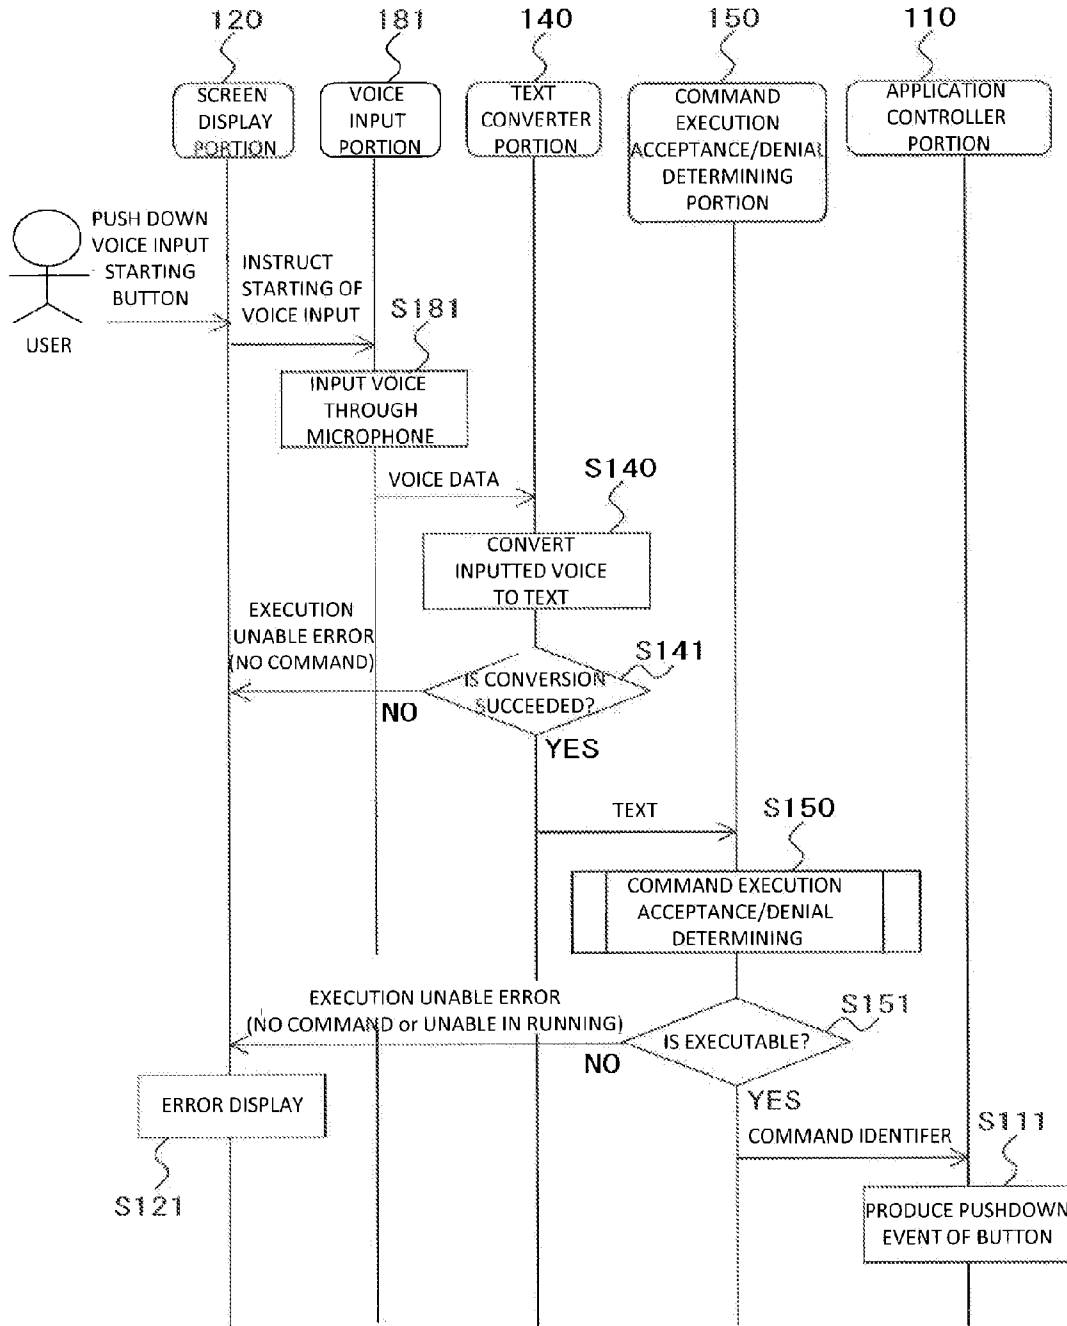 120
181
140
150
110
SCREEN
DISPLAY
PORTION
VOICE
INPUT
PORTION
TEXT
CONVERTER
PORTION
COMMAND
EXECUTION
ACCEPTANCE/DENIAL
DETERMINING
PORTION
APPLICATION
CONTROLLER
PORTION
PUSH DOWN
VOICE INPUT
STARTING
BUTTON
USER
INSTRUCT
STARTING OF
VOICE INPUT
S181
INPUT VOICE
THROUGH
MICROPHONE
VOICE DATA
S140
CONVERT
INPUTTED VOICE
TO TEXT
EXECUTION
UNABLE ERROR
(NO COMMAND)
S141
IS CONVERSION
SUCCEEDED?
NO
YES
TEXT
S150
COMMAND EXECUTION
ACCEPTANCE/DENIAL
DETERMINING
EXECUTION UNABLE ERROR
(NO COMMAND or UNABLE IN RUNNING)
S151
IS EXECUTABLE?
NO
YES
ERROR DISPLAY
S121
COMMAND IDENTIFER
S111
PRODUCE PUSHDOWN
EVENT OF BUTTON